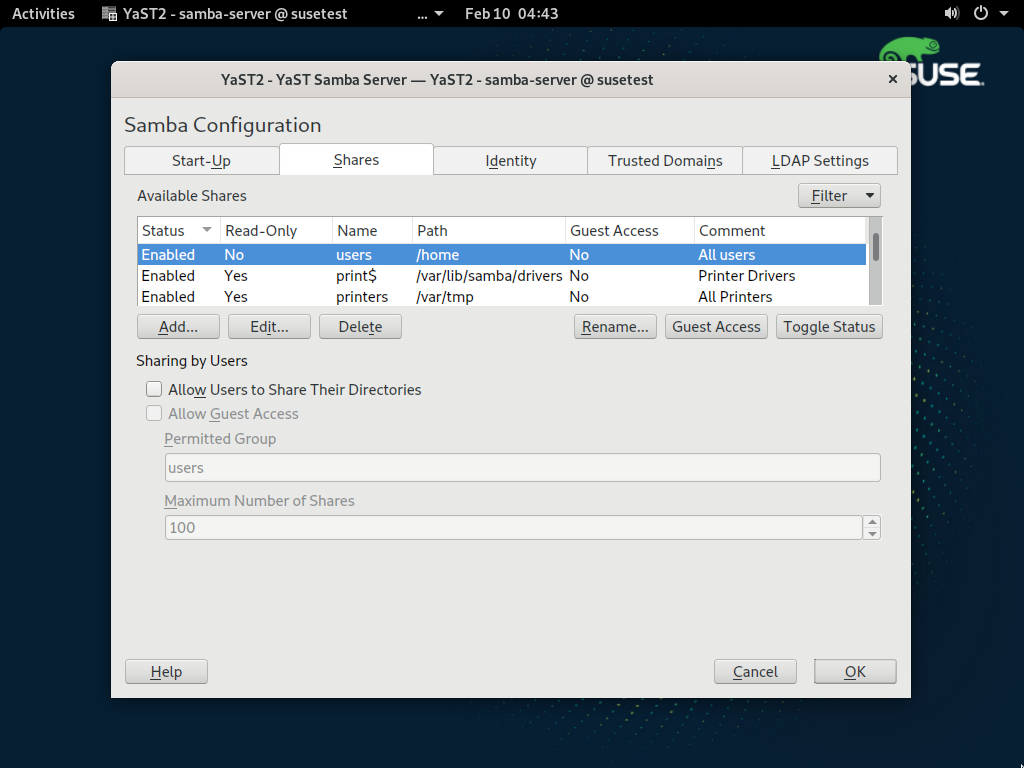 Activities YaST2 - samba-server @ susetest ... Feb 10 04:43
SUSE
YaST2 - YaST Samba Server — YaST2 - samba-server @ susetest ×
Samba Configuration
Start-Up Shares Identity Trusted Domains LDAP Settings
Available Shares Filter
Status Read-Only Name Path Guest Access Comment
Enabled No users /home No All users
Enabled Yes print$ /var/lib/samba/drivers No Printer Drivers
Enabled Yes printers /var/tmp No All Printers
Add... Edit... Delete Rename... Guest Access Toggle Status
Sharing by Users
Allow Users to Share Their Directories
Allow Guest Access
Permitted Group
users
Maximum Number of Shares
100
Help Cancel OK